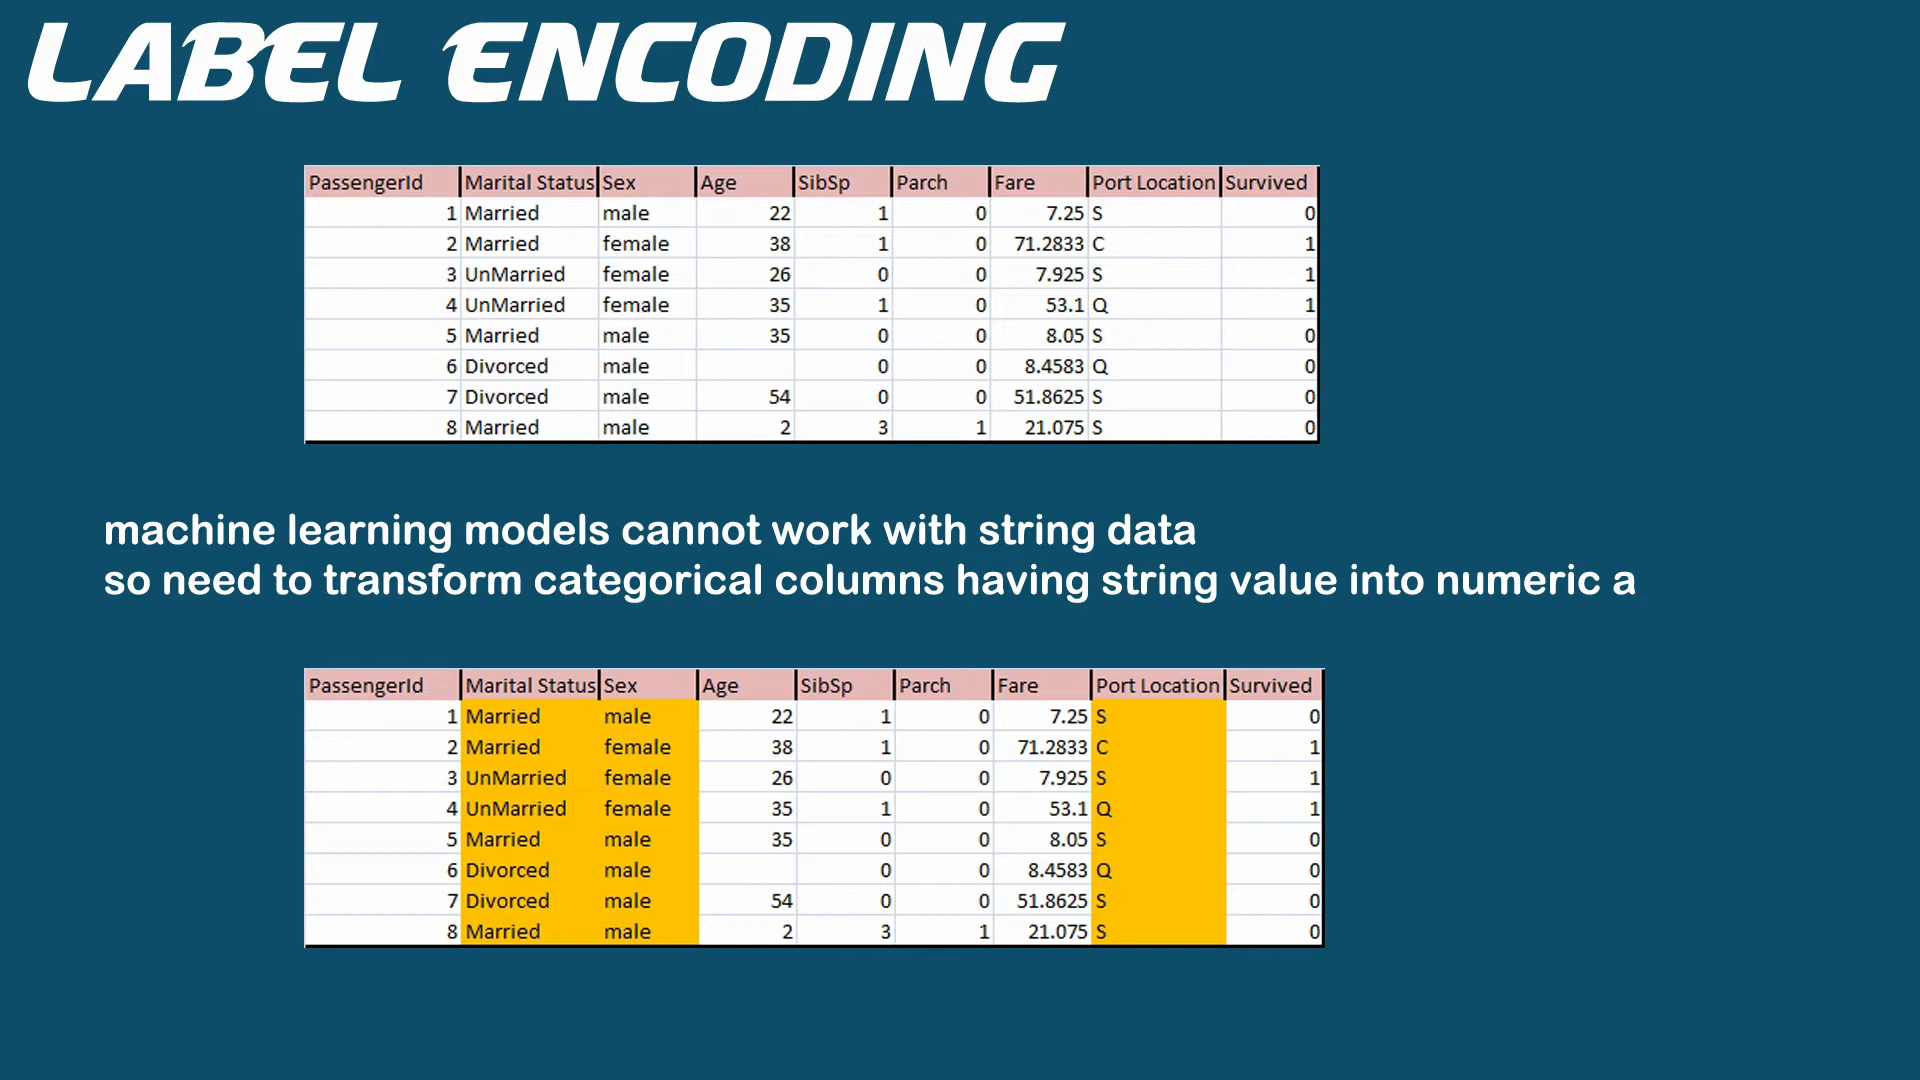 LABEL ENCODING
PassengerId Marital Status Sex Age SibSp Parch Fare Port Location Survived
1 Married male 22 1 0 7.25 S 0
2 Married female 38 1 0 71.2833 C 1
3 UnMarried female 26 0 0 7.925 S 1
4 UnMarried female 35 1 0 53.1 Q 1
5 Married male 35 0 0 8.05 S 0
6 Divorced male 0 0 8.4583 Q 0
7 Divorced male 54 0 0 51.8625 S 0
8 Married male 2 3 1 21.075 S 0
machine learning models cannot work with string data
so need to transform categorical columns having string value into numeric a
PassengerId Marital Status Sex Age SibSp Parch Fare Port Location Survived
1 Married male 22 1 0 7.25 S 0
2 Married female 38 1 0 71.2833 C 1
3 UnMarried female 26 0 0 7.925 S 1
4 UnMarried female 35 1 0 53.1 Q 1
5 Married male 35 0 0 8.05 S 0
6 Divorced male 0 0 8.4583 Q 0
7 Divorced male 54 0 0 51.8625 S 0
8 Married male 2 3 1 21.075 S 0